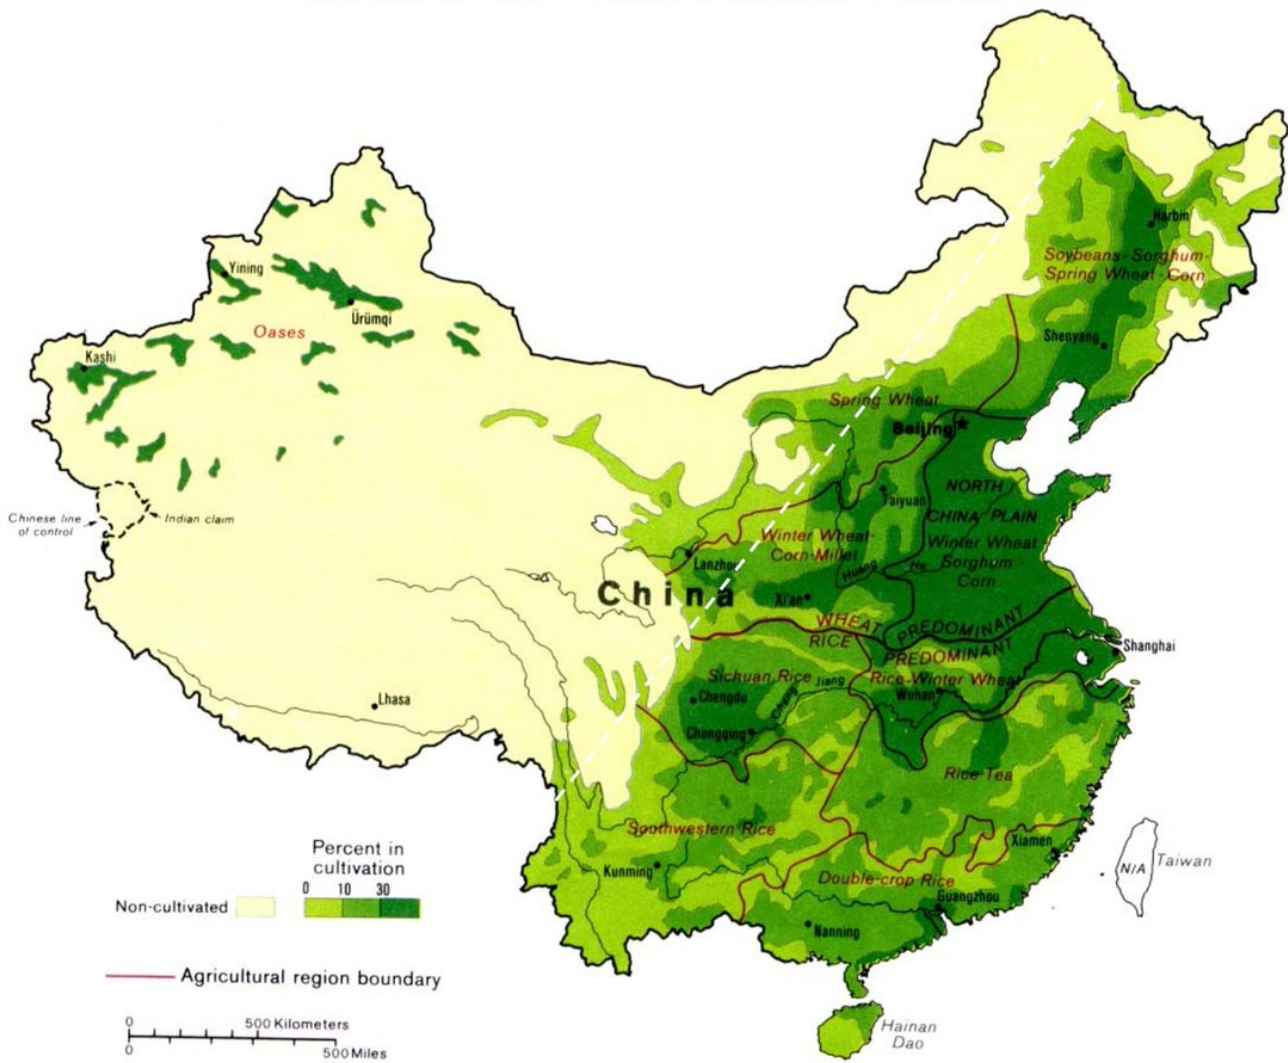 Harbin
Soybeans-Sorghum-
Spring Wheat-Corn
Yining
Ürümqi
Oases
Kashi
Shenyang
Spring Wheat
Beijing
Chinese line
of control
Indian claim
NORTH
CHINA PLAIN
Winter Wheat
Sorghum -
Corn
Taiyuan
Winter Wheat-
Corn-Millet
Lanzhou
Huang
He
China
Xi'an
WHEAT
RICE
PREDOMINANT
PREDOMINANT
Shanghai
Sichuan Rice
Rice-Winter Wheat
Chengdu
Chang
Jiang
Wuhan
Lhasa
Chongqing
Rice-Tea
Southwestern Rice
Xiamen
Kunming
Double-crop Rice
Guangzhou
Nanning
N/A
Taiwan
Hainan
Dao
Percent in
cultivation
0 10 30
Non-cultivated
Agricultural region boundary
0 500 Kilometers
0 500 Miles